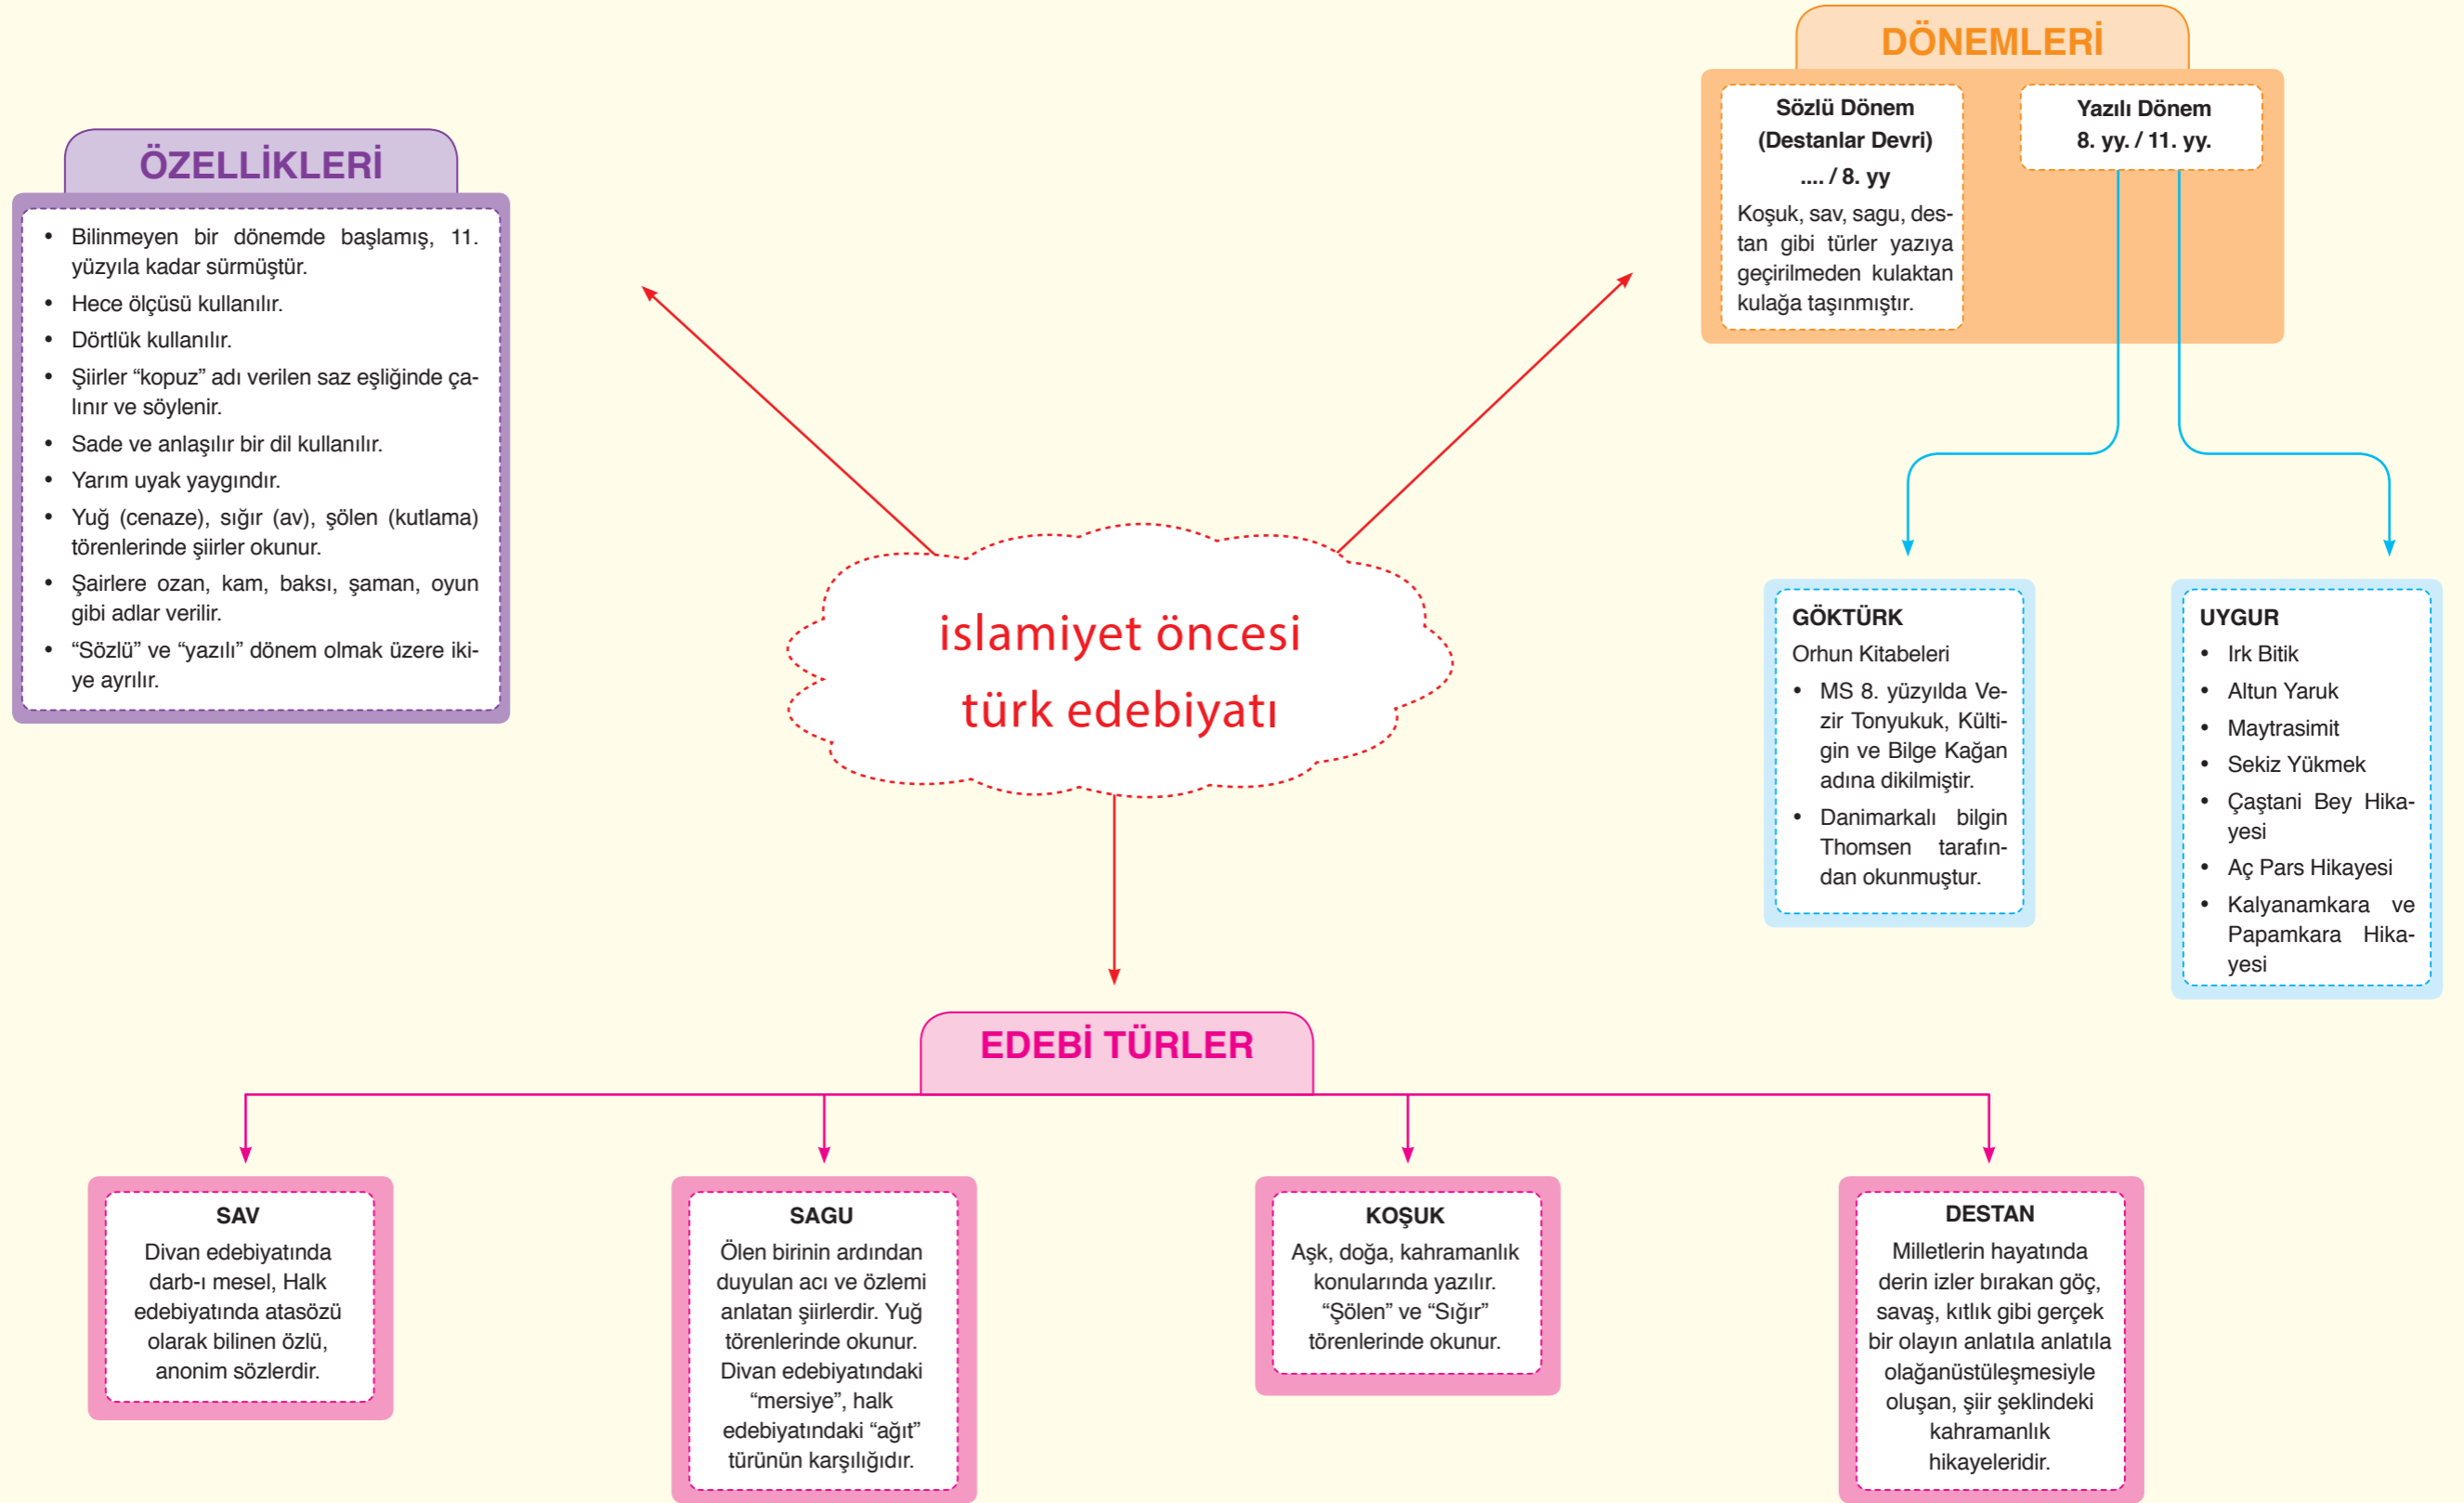 DÖNEMLERİ
Sözlü Dönem
(Destanlar Devri)
.... / 8. yy
Koşuk, sav, sagu, des-
tan gibi türler yazıya
geçirilmeden kulaktan
kulağa taşınmıştır.
Yazılı Dönem
8. yy. / 11. yy.
ÖZELLİKLERİ
• Bilinmeyen bir dönemde başlamış, 11.
yüzyıla kadar sürmüştür.
• Hece ölçüsü kullanılır.
• Dörtlük kullanılır.
• Şiirler “kopuz” adı verilen saz eşliğinde ça-
lınır ve söylenir.
• Sade ve anlaşılır bir dil kullanılır.
• Yarım uyak yaygındır.
• Yuğ (cenaze), sığır (av), şölen (kutlama)
törenlerinde şiirler okunur.
• Şairlere ozan, kam, baksı, şaman, oyun
gibi adlar verilir.
• “Sözlü” ve “yazılı” dönem olmak üzere iki-
ye ayrılır.
islamiyet öncesi
türk edebiyatı
GÖKTÜRK
Orhun Kitabeleri
• MS 8. yüzyılda Ve-
zir Tonyukuk, Külti-
gin ve Bilge Kağan
adına dikilmiştir.
• Danimarkalı bilgin
Thomsen tarafın-
dan okunmuştur.
UYGUR
• Irk Bitik
• Altun Yaruk
• Maytrasimit
• Sekiz Yükmek
• Çaştani Bey Hika-
yesi
• Aç Pars Hikayesi
• Kalyanamkara ve
Papamkara Hika-
yesi
EDEBİ TÜRLER
SAV
Divan edebiyatında
darb-ı mesel, Halk
edebiyatında atasözü
olarak bilinen özlü,
anonim sözlerdir.
SAGU
Ölen birinin ardından
duyulan acı ve özlemi
anlatan şiirlerdir. Yuğ
törenlerinde okunur.
Divan edebiyatındaki
“mersiye”, halk
edebiyatındaki “ağıt”
türünün karşılığıdır.
KOŞUK
Aşk, doğa, kahramanlık
konularında yazılır.
“Şölen” ve “Sığır”
törenlerinde okunur.
DESTAN
Milletlerin hayatında
derin izler bırakan göç,
savaş, kıtlık gibi gerçek
bir olayın anlatıla anlatıla
olağanüstüleşmesiyle
oluşan, şiir şeklindeki
kahramanlık
hikayeleridir.